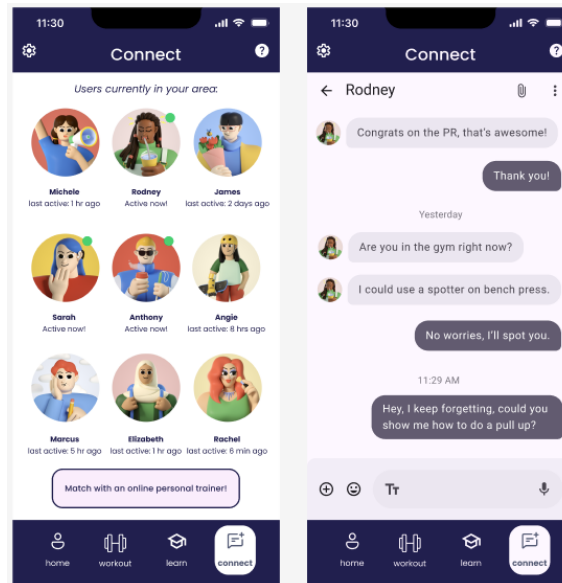 11:30
Connect
?
Users currently in your area:
Michele
last active: 1 hr ago
Rodney
Active now!
James
last active: 2 days ago
Sarah
Active now!
Anthony
Active now!
Angie
last active: 8 hrs ago
Marcus
last active: 5 hr ago
Elizabeth
last active: 1 hr ago
Rachel
last active: 6 min ago
Match with an online personal trainer!
home
workout
learn
connect
11:30
Connect
?
Rodney
Congrats on the PR, that's awesome!
Thank you!
Yesterday
Are you in the gym right now?
I could use a spotter on bench press.
No worries, I'll spot you.
11:29 AM
Hey, I keep forgetting, could you
show me how to do a pull up?
Tт
home
workout
learn
connect